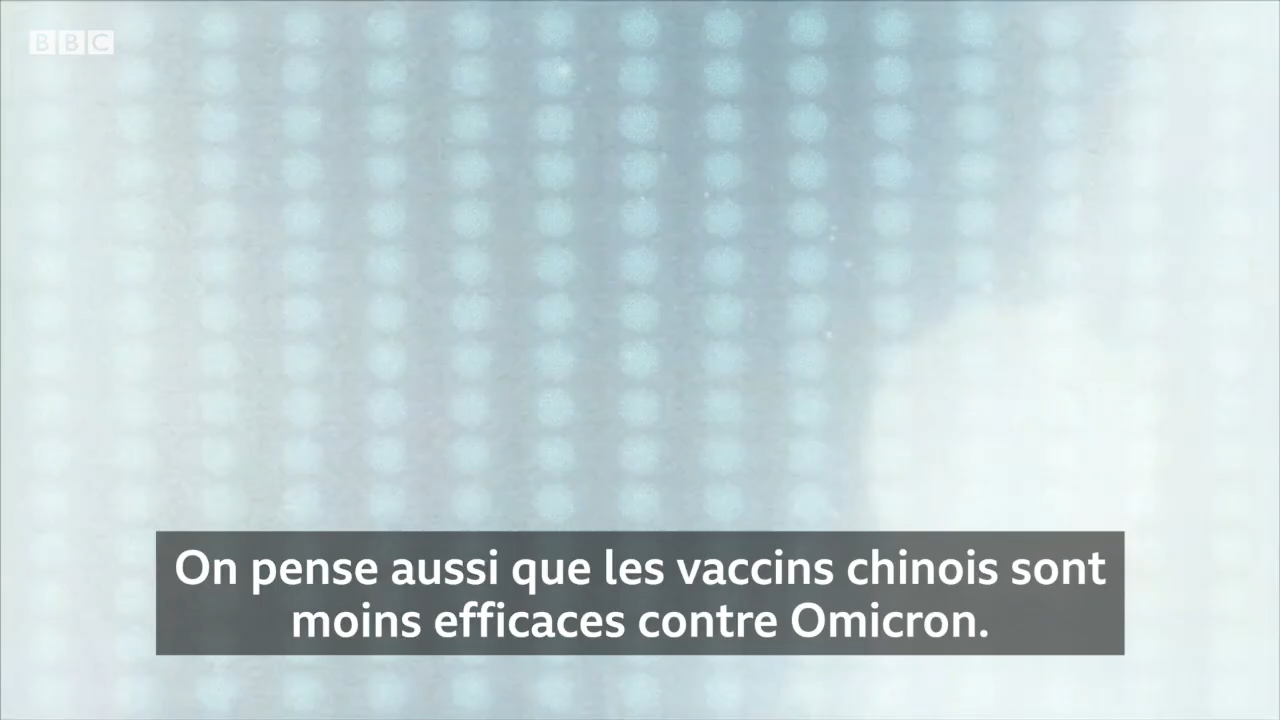 BBC
On pense aussi que les vaccins chinois sont
moins efficaces contre Omicron.